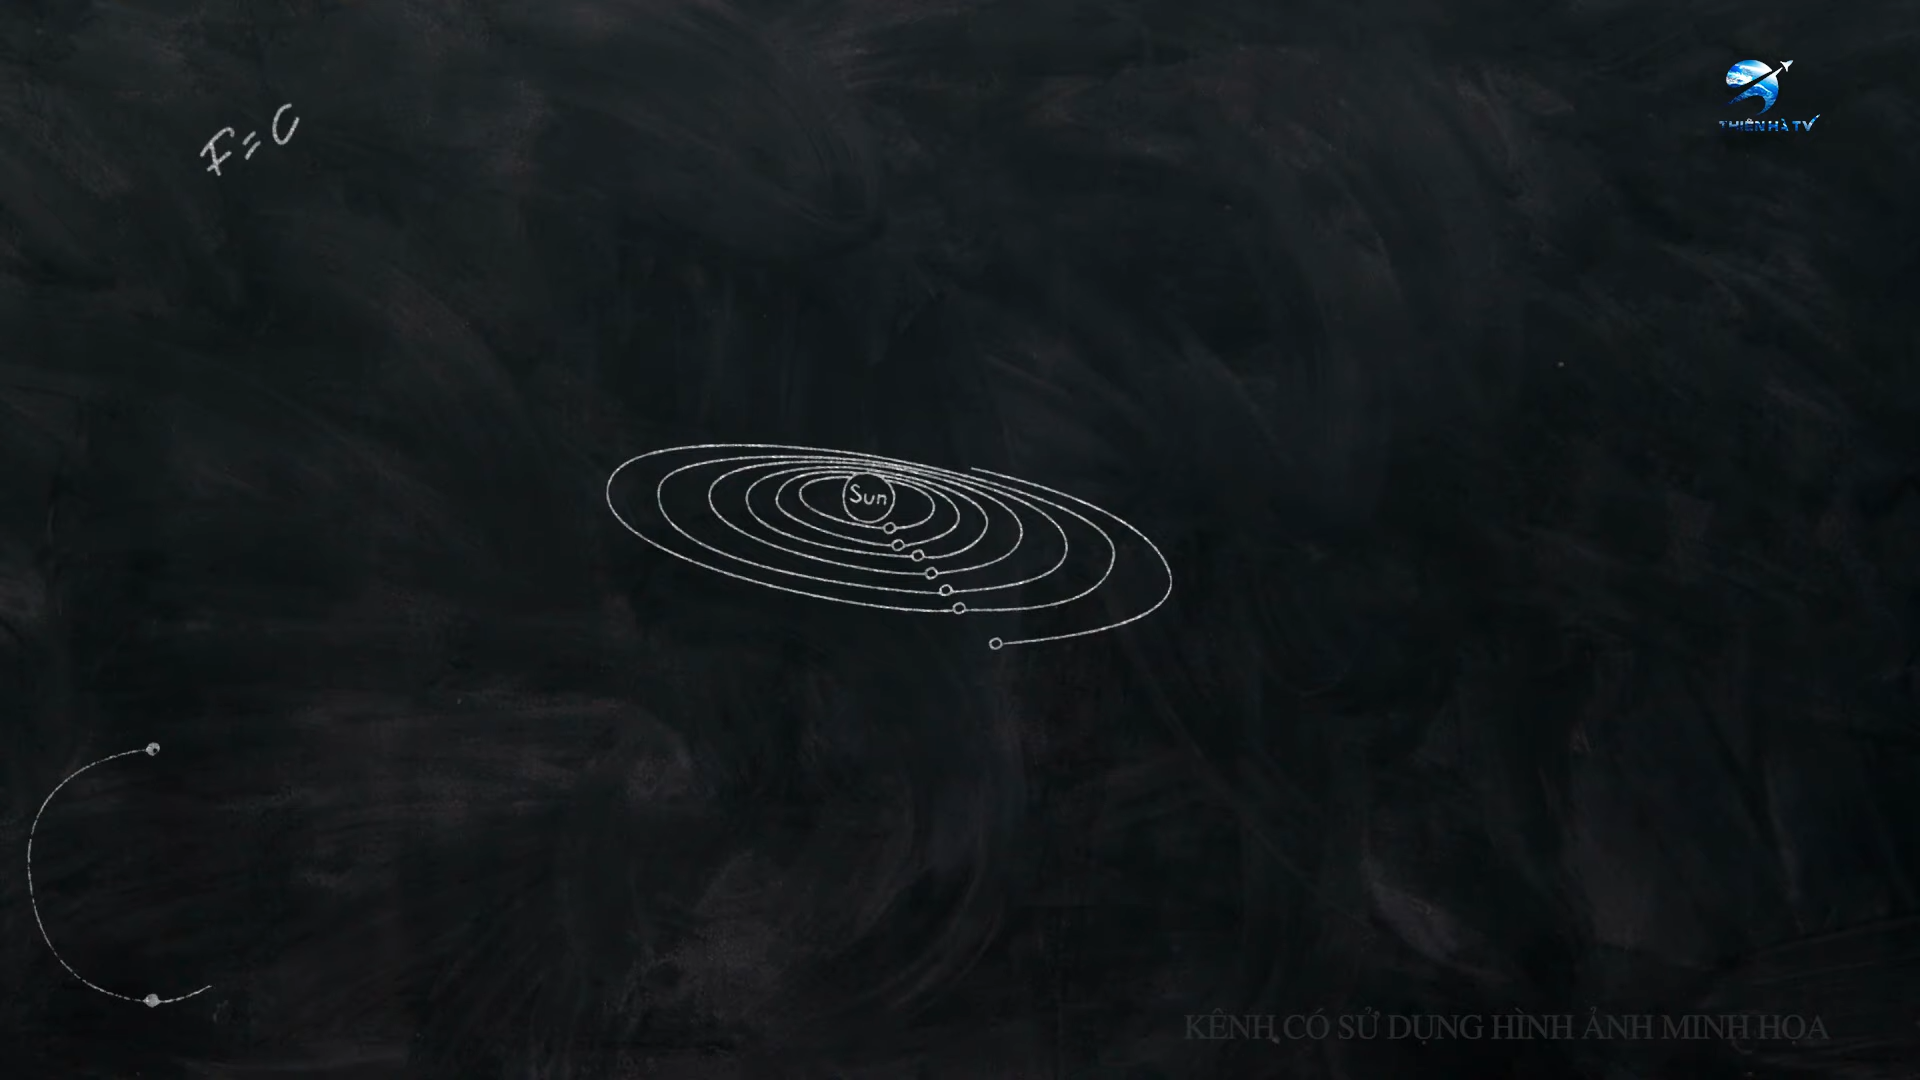 F=C
THIÊN HÀ TV
Sun
KÊNH CÓ SỬ DỤNG HÌNH ẢNH MINH HỌA